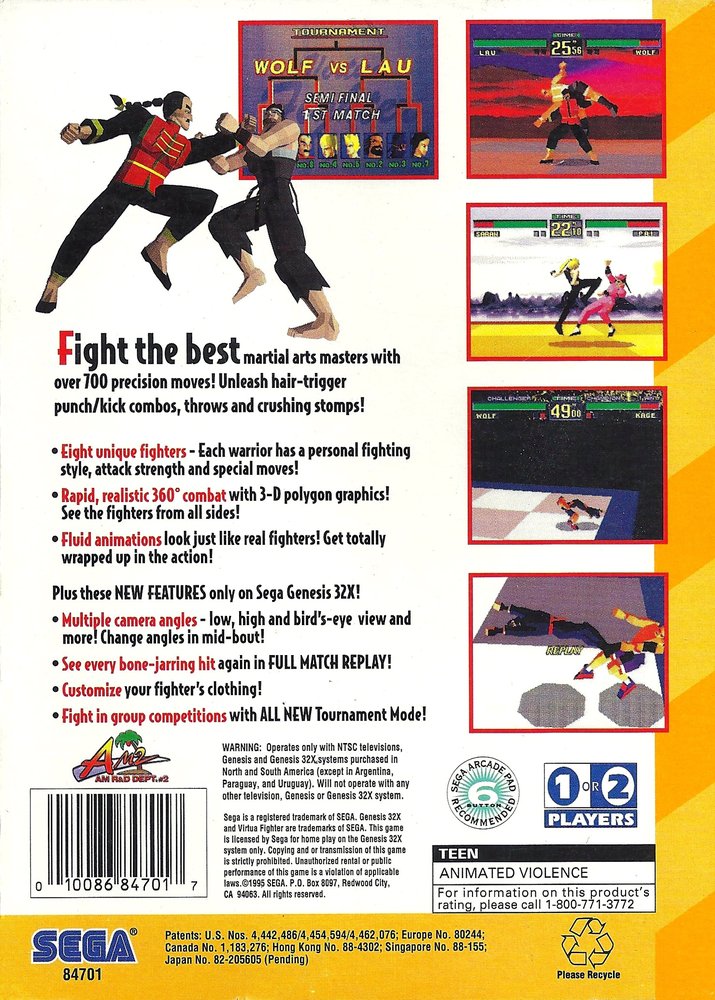 TOURNAMENT
WOLF VS LAU
SEMI FINAL
1ST MATCH
NO.8 NO.4 NO.5 NO.2 NO.3 NO.7
TIME
25 56
LAU
WOLF
TIME
22
SARAH
PAI
CHALLENGER
TIME
WOLF
49 00
KAGE
REPLAY
Fight the best martial arts masters with
over 700 precision moves! Unleash hair-trigger
punch/kick combos, throws and crushing stomps!
• Eight unique fighters - Each warrior has a personal fighting
style, attack strength and special moves!
• Rapid, realistic 360° combat with 3-D polygon graphics!
See the fighters from all sides!
• Fluid animations look just like real fighters! Get totally
wrapped up in the action!
Plus these NEW FEATURES only on Sega Genesis 32X!
• Multiple camera angles - low, high and bird's-eye view and
more! Change angles in mid-bout!
• See every bone-jarring hit again in FULL MATCH REPLAY!
• Customize your fighter's clothing!
• Fight in group competitions with ALL NEW Tournament Mode!
AM2
AM R&D DEPT.#2
WARNING: Operates only with NTSC televisions,
Genesis and Genesis 32X,systems purchased in
North and South America (except in Argentina,
Paraguay, and Uruguay). Will not operate with any
other television, Genesis or Genesis 32X system.
Sega is a registered trademark of SEGA. Genesis 32X
and Virtua Fighter are trademarks of SEGA. This game
is licensed by Sega for home play on the Genesis 32X
system only. Copying and or transmission of this game
is strictly prohibited. Unauthorized rental or public
performance of this game is a violation of applicable
laws.©1995 SEGA. P.O. Box 8097, Redwood City,
CA 94063. All rights reserved.
SEGA ARCADE PAD
6
BUTTON
RECOMMENDED
1 OR 2
PLAYERS
TEEN
ANIMATED VIOLENCE
For information on this product's
rating, please call 1-800-771-3772
0 10086 84701 7
SEGA®
84701
Patents: U.S. Nos. 4,442,486/4,454,594/4,462,076; Europe No. 80244;
Canada No. 1,183,276; Hong Kong No. 88-4302; Singapore No. 88-155;
Japan No. 82-205605 (Pending)
Please Recycle